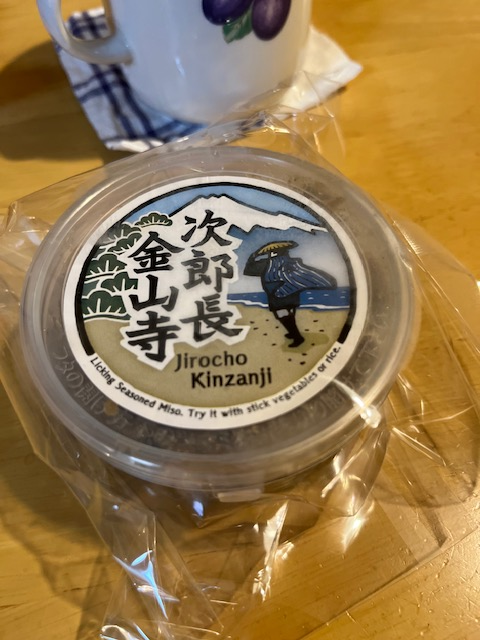 次郎長
金山寺
Jirocho
Kinzanji
Licking Seasoned Miso. Try it with stick vegetables or rice.